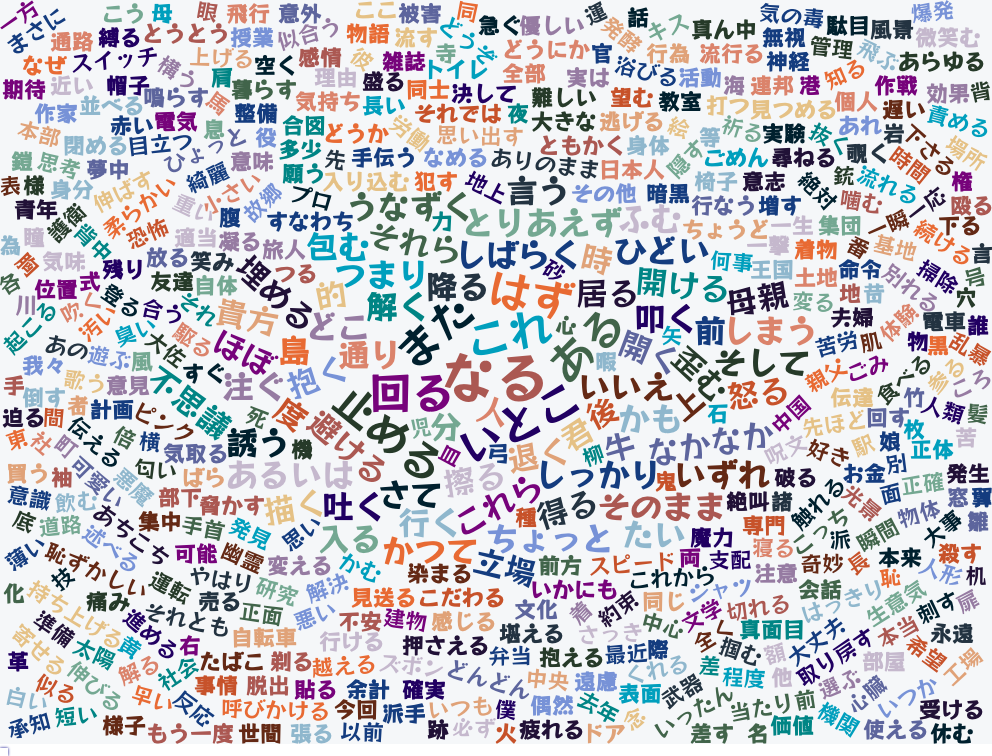 一方 こう 母 眼 飛行 意外 ここ 被害 同 急ぐ 優しい 運 話 キス 真ん中 気の毒 駄目 風景 爆発
まさに 通路 縛る とうとう 授業 似合う 物語 流す どうぞ 発酵 無視 管理 飛ぶ 微笑む
なぜ スイッチ 構う 上げる 空く 感情 後 雑誌 寺 トイレ どうにか 官 行為 流行る 神経 知る あらゆる
期待 近い 帽子 肩 暮らす 理由 盛る 同士 全部 実は 浴びる 活動 海 連邦 港 作戦 効果 背
作家 並べる 鳴らす 馬 整備 気持ち 長い 決して 難しい 望む 教室 打つ 見つめる 個人 遅い 責める
本部 赤い 電気 息 役 合図 どうか 労働 それでは 夜 大きな 逃げる 絵 等 祈る 実験 抜く あれ 岩 下さる 場所
閉める 目立つ ひょっと 多少 思い出す ともかく 身体 隠す ごめん 尋ねる 覗く 時間
鎧 思考 夢中 綺麗 意味 願う 先 手伝う なめる ありのまま 日本人 椅子 意志 絶対 銃 流れる 位 権
表 様 身分 伸ばす 柔らかい 重い 小さい 故郷 プロ 入り込む 犯す 地上 言う その他 暗黒 行なう 増す 噛む 一瞬 殴る
青年 護衛 背中 恐怖 腹 すなわち うなずく 力 とりあえず ふむ ちょうど 一生 集団 番 基地 続ける 下る
為 瞳 適当 凝る 旅人 包む それら しばらく 砂 時 ひどい 何事 一撃 着物 言
各 窓 気味 残り 放る 笑み 埋める つる つまり 降る はず 居る 開ける 王国 土地 命令 別れる 掃除 号
川 位置 式 登る 友達 自体 的 解く また これ 心 ある 叩く 母親 変る 地 苗 穴
起こる 吹く 汚い 合う それ 貴方 どこ 通り 暇 開く 矢 前 しまう 夫婦 体験 電車 誰
あの 遊ぶ 臭い 風 大佐 駆る ほぼ 島 なる 歪む そして 苦労 肌 物 黒 乱暴
我々 歌う 意見 すぐ 注ぐ 抱く 回る 人 いとこ いいえ 上 怒る 親父 ごみ 食べる 参る ころ
手 倒す 者 計画 ピンク 不思議 死 度 避ける 止める 児 分 後 かも 石 中国 伝達 竹 人類 髪
迫る 間 伝える 倍 横 誘う 機 皿 弓 君 牛 なかなか 呪文 先ほど 回す 枚
東 社 町 可愛い 気取る 退く 柳 好き 駅 娘 正体 苦
買う 袖 悪魔 匂い ばら あるいは 擦る しっかり 鬼 いずれ 破る お金 別 発生
意識 飲む あちこち 部下 脅かす 描く 吐く さて これら 種 得る そのまま 絶叫 諸 触れる 光景 面 正確 窓 翼
底 道路 述べる 集中 手首 発見 思い 入る 行く ちょっと たい 専門 こっち 派 瞬間 物体 大事 雛
薄い 恥ずかしい 可能 幽霊 変える かつて 立場 前方 スピード 魔力 両 支配 寝る 奇妙 長 本来 殺す
化 技 運転 やはり 研究 解決 かむ 染まる いかにも これから シャツ 注意 会話 恥 人形 机
持ち上げる 痛み 売る 正面 悪い 見送る こだわる 文化 着 約束 同じ 文学 切れる はっきり 生意気 刺す 扉
準備 それとも 進める 自転車 不安 建物 感じる 堪える さっき 中心 全く 真面目 大丈夫 本当 永遠
寄せる 太陽 黄 右 行ける 押さえる 弁当 抱える 最近 際 掴む 額 取り戻す 部屋 希望 工場
革 伸びる 解る 社会 たばこ 剃る 越える ズボン どんどん 中央 遠慮 くれる 差 程度 他 選ぶ 心臓
白い 似る 早い 反応 事情 脱出 貼る 余計 確実 偶然 去年 表面 武器 当たり前 いつか 受ける
承知 短い 様子 もう一度 呼びかける 世間 張る 今回 以前 派手 いつも 跡 必ず 僕 火 疲れる ドア 念 いったん 差す 名 価値 機関 使える 休む